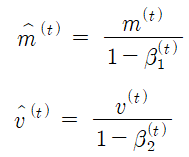 m̂^(t) = m^(t) / (1 − β₁^(t))
v̂^(t) = v^(t) / (1 − β₂^(t))